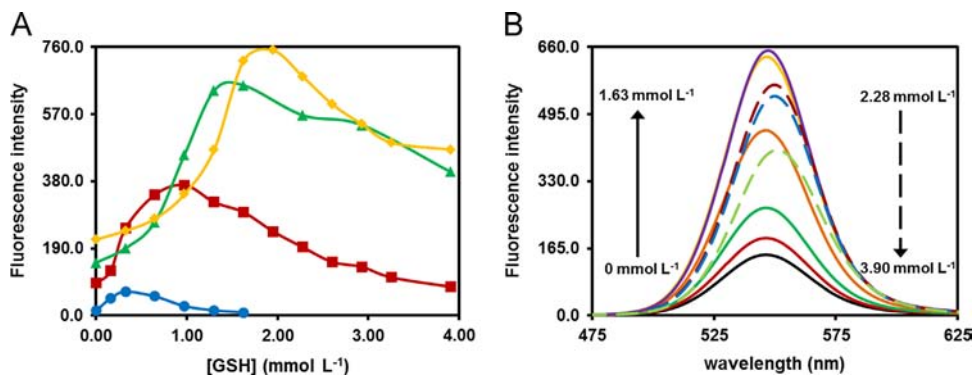 A
Fluorescence intensity
760.0
570.0
380.0
190.0
0.0
0.00 1.00 2.00 3.00 4.00
[GSH] (mmol L⁻¹)
B
Fluorescence intensity
660.0
495.0
330.0
165.0
0.0
1.63 mmol L⁻¹
0 mmol L⁻¹
2.28 mmol L⁻¹
3.90 mmol L⁻¹
475 525 575 625
wavelength (nm)